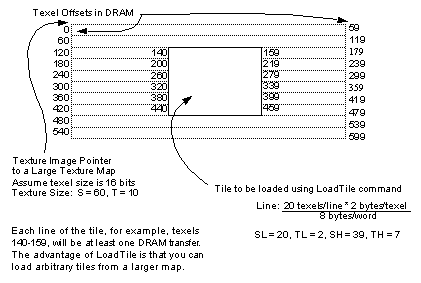 Texel Offsets in DRAM
0 59
60 119
120 140 159 179
180 200 219 239
240 260 279 299
300 320 339 359
360 380 399 419
420 440 459 479
480 539
540 599
Texture Image Pointer
to a Large Texture Map
Assume texel size is 16 bits
Texture Size: S = 60, T = 10
Tile to be loaded using LoadTile command
Line: 20 texels/line * 2 bytes/texel
8 bytes/word
SL = 20, TL = 2, SH = 39, TH = 7
Each line of the tile, for example, texels
140-159, will be at least one DRAM transfer.
The advantage of LoadTile is that you can
load arbitrary tiles from a larger map.